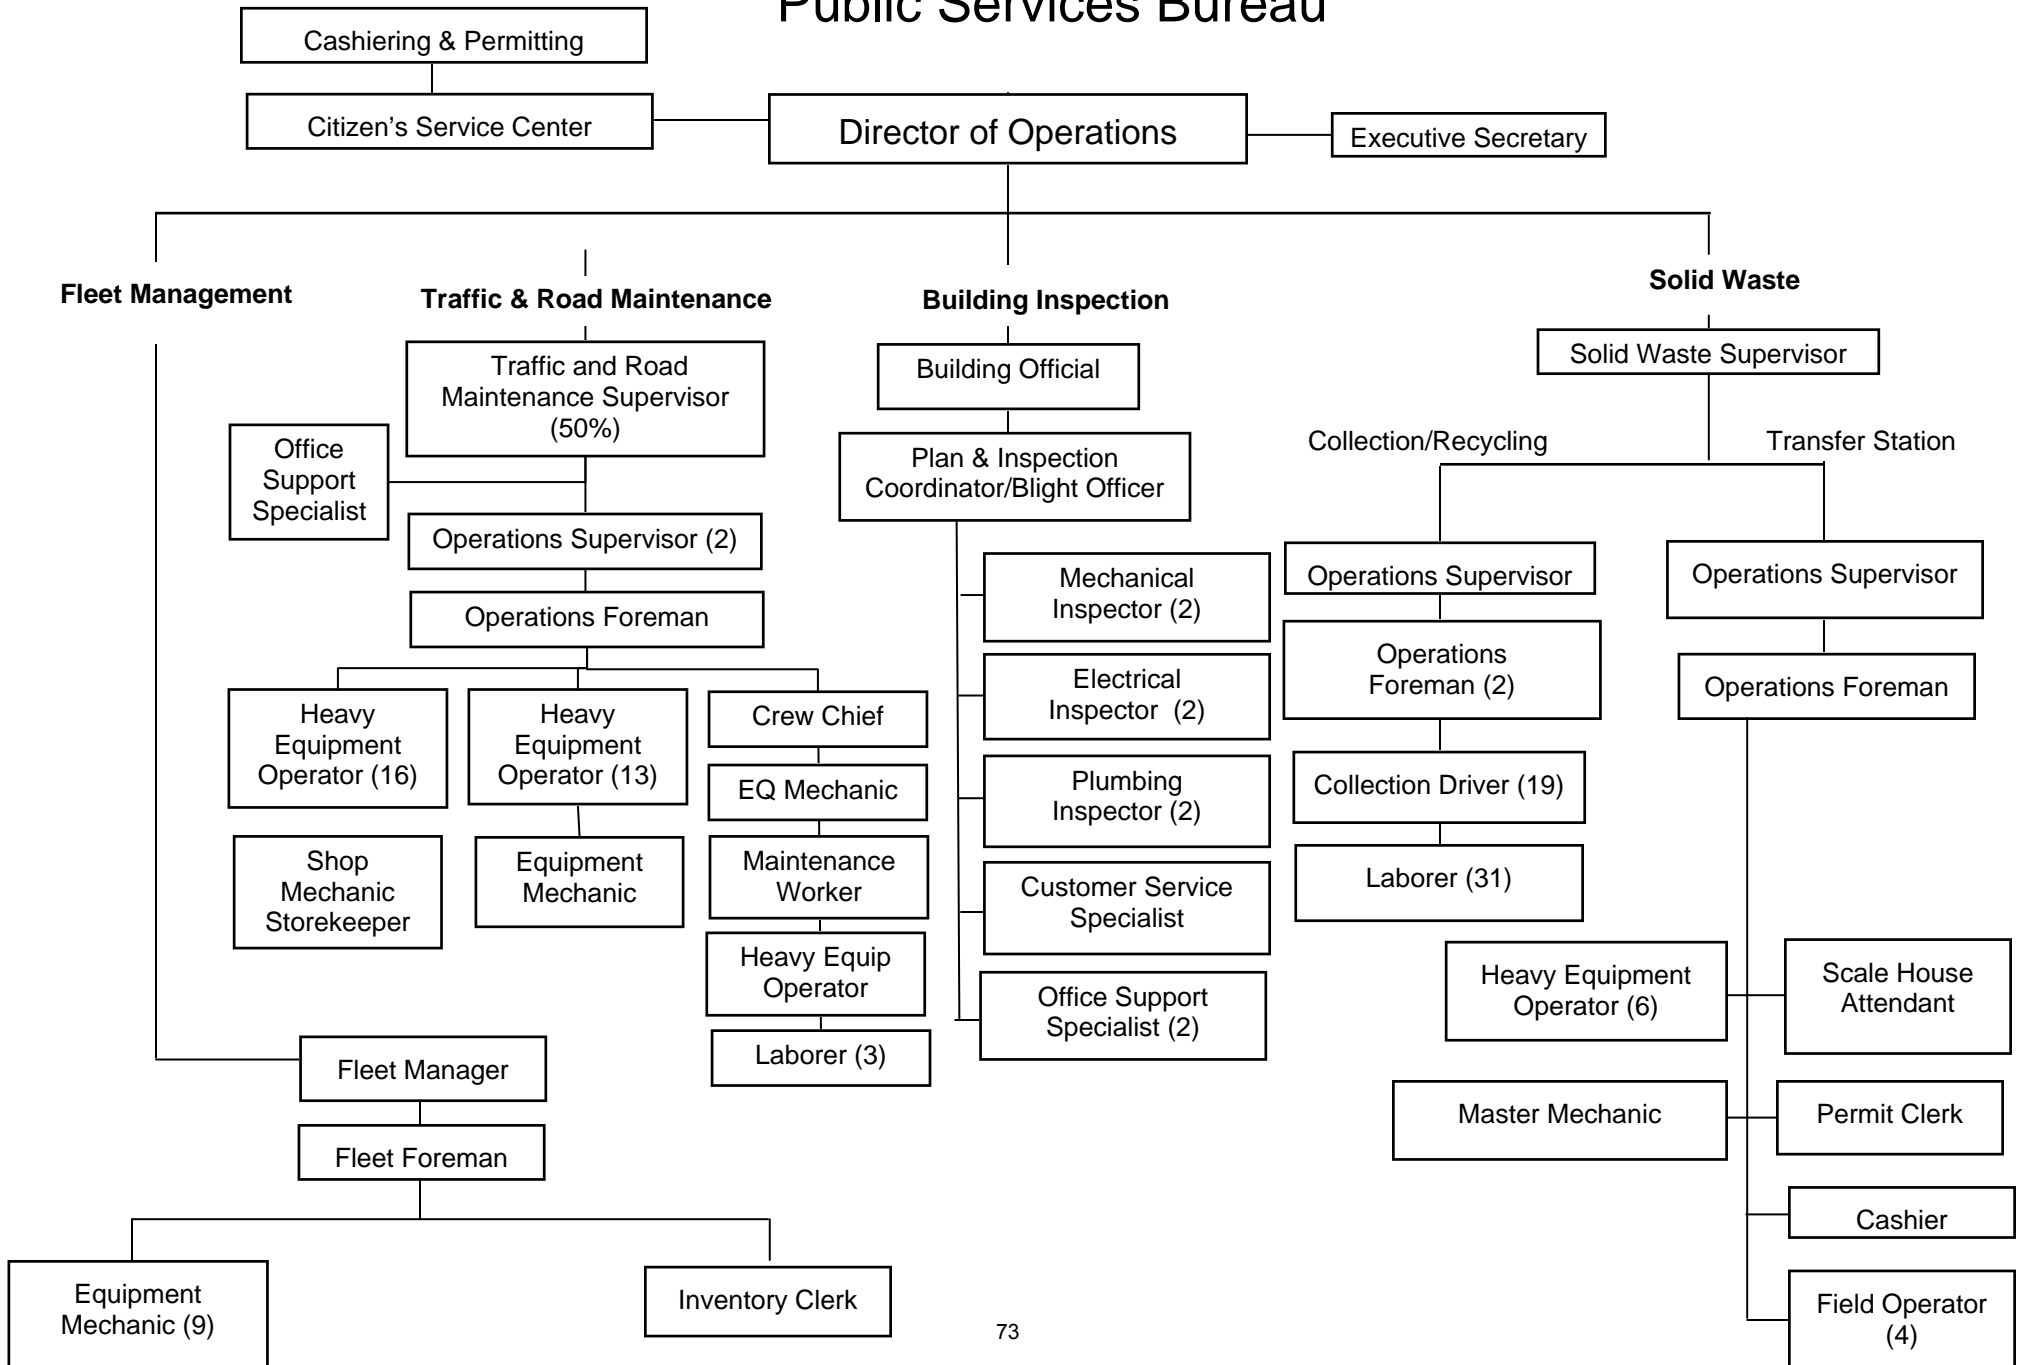 Public Services Bureau
Cashiering & Permitting
Citizen’s Service Center
Director of Operations
Executive Secretary
Fleet Management
Traffic & Road Maintenance
Building Inspection
Solid Waste
Traffic and Road
Maintenance Supervisor
(50%)
Office
Support
Specialist
Operations Supervisor (2)
Operations Foreman
Heavy
Equipment
Operator (16)
Heavy
Equipment
Operator (13)
Crew Chief
EQ Mechanic
Shop
Mechanic
Storekeeper
Equipment
Mechanic
Maintenance
Worker
Heavy Equip
Operator
Laborer (3)
Fleet Manager
Fleet Foreman
Equipment
Mechanic (9)
Inventory Clerk
Building Official
Plan & Inspection
Coordinator/Blight Officer
Mechanical
Inspector (2)
Electrical
Inspector (2)
Plumbing
Inspector (2)
Customer Service
Specialist
Office Support
Specialist (2)
Solid Waste Supervisor
Collection/Recycling
Transfer Station
Operations Supervisor
Operations
Foreman (2)
Collection Driver (19)
Laborer (31)
Operations Supervisor
Operations Foreman
Heavy Equipment
Operator (6)
Scale House
Attendant
Master Mechanic
Permit Clerk
Cashier
Field Operator
(4)
73